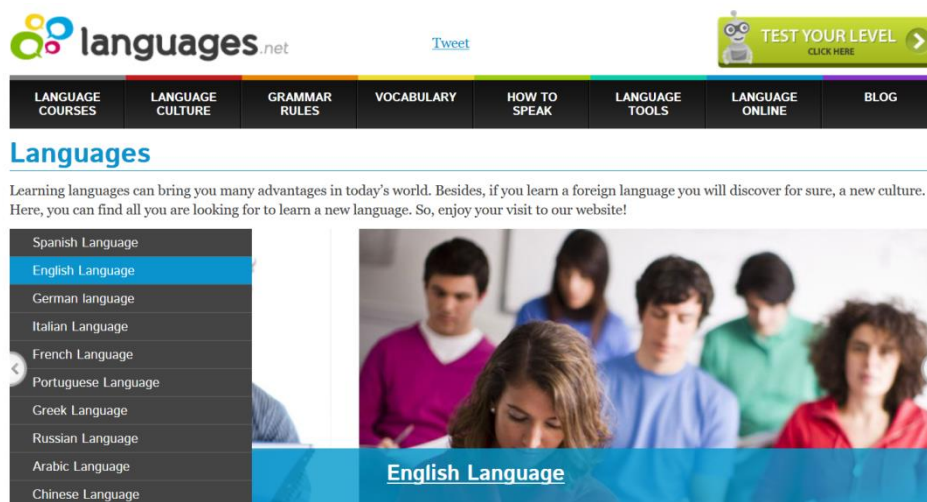 languages.net
Tweet
TEST YOUR LEVEL
CLICK HERE
LANGUAGE COURSES
LANGUAGE CULTURE
GRAMMAR RULES
VOCABULARY
HOW TO SPEAK
LANGUAGE TOOLS
LANGUAGE ONLINE
BLOG
Languages
Learning languages can bring you many advantages in today's world. Besides, if you learn a foreign language you will discover for sure, a new culture.
Here, you can find all you are looking for to learn a new language. So, enjoy your visit to our website!
Spanish Language
English Language
German language
Italian Language
French Language
Portuguese Language
Greek Language
Russian Language
Arabic Language
Chinese Language
English Language